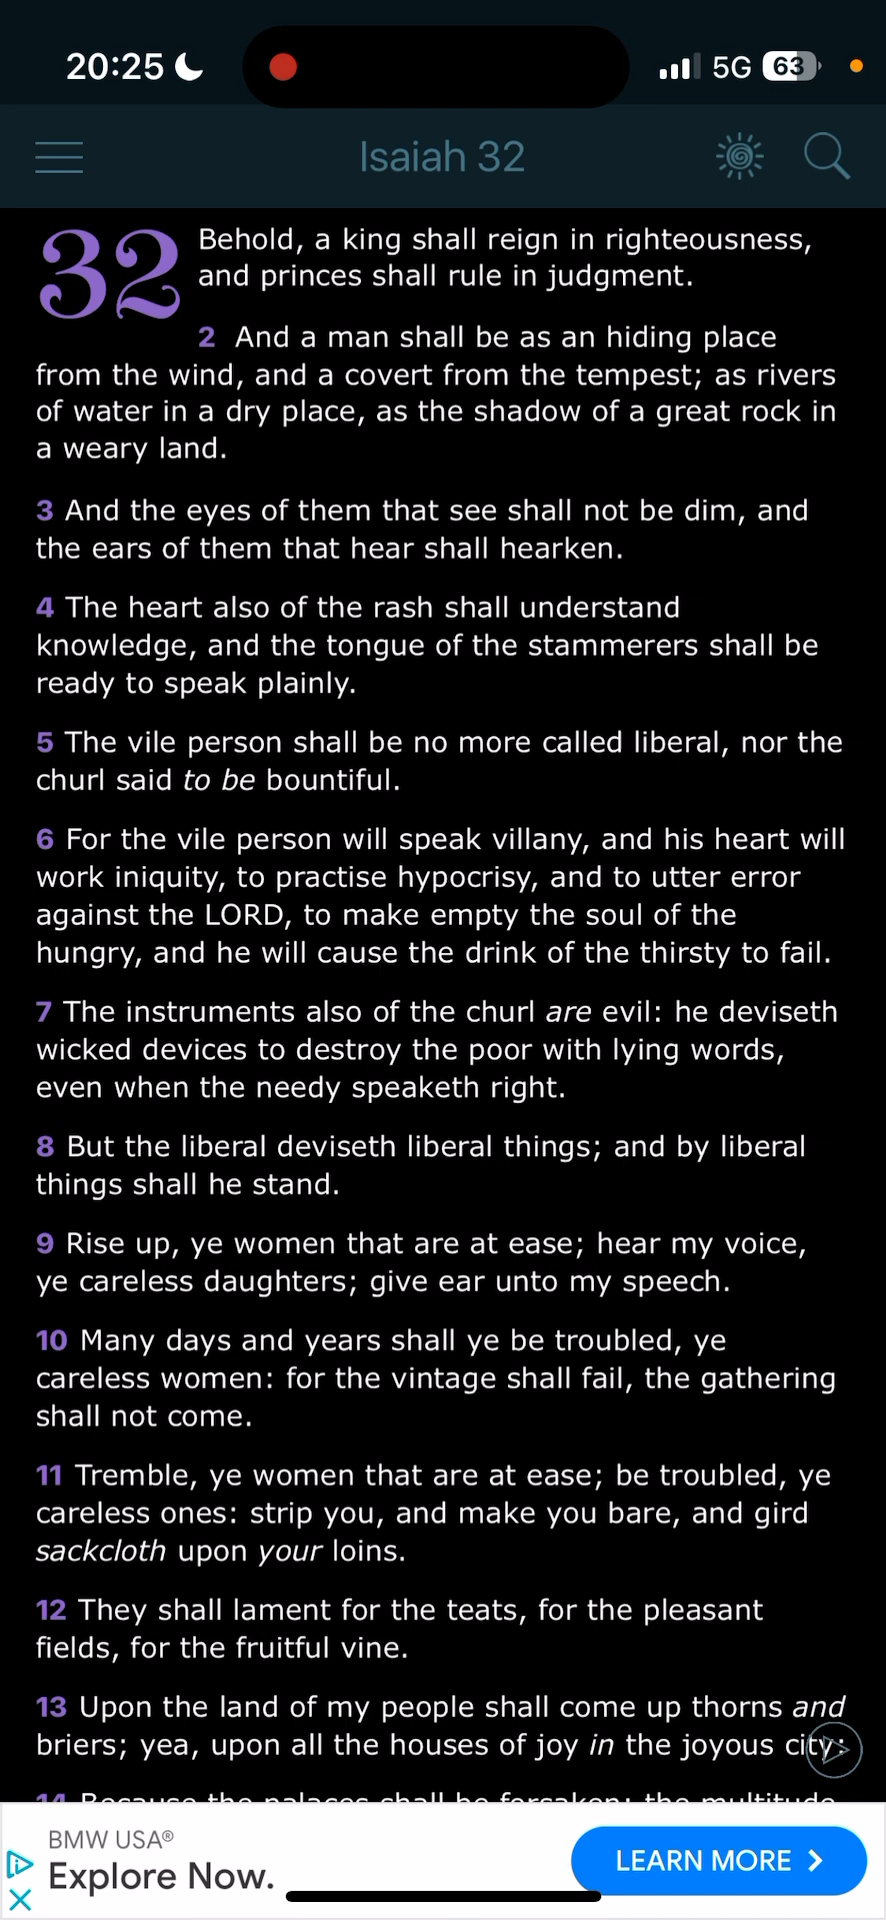 20:25
5G 63
Isaiah 32
32 Behold, a king shall reign in righteousness,
and princes shall rule in judgment.
2 And a man shall be as an hiding place
from the wind, and a covert from the tempest; as rivers
of water in a dry place, as the shadow of a great rock in
a weary land.
3 And the eyes of them that see shall not be dim, and
the ears of them that hear shall hearken.
4 The heart also of the rash shall understand
knowledge, and the tongue of the stammerers shall be
ready to speak plainly.
5 The vile person shall be no more called liberal, nor the
churl said to be bountiful.
6 For the vile person will speak villany, and his heart will
work iniquity, to practise hypocrisy, and to utter error
against the LORD, to make empty the soul of the
hungry, and he will cause the drink of the thirsty to fail.
7 The instruments also of the churl are evil: he deviseth
wicked devices to destroy the poor with lying words,
even when the needy speaketh right.
8 But the liberal deviseth liberal things; and by liberal
things shall he stand.
9 Rise up, ye women that are at ease; hear my voice,
ye careless daughters; give ear unto my speech.
10 Many days and years shall ye be troubled, ye
careless women: for the vintage shall fail, the gathering
shall not come.
11 Tremble, ye women that are at ease; be troubled, ye
careless ones: strip you, and make you bare, and gird
sackcloth upon your loins.
12 They shall lament for the teats, for the pleasant
fields, for the fruitful vine.
13 Upon the land of my people shall come up thorns and
briers; yea, upon all the houses of joy in the joyous city:
14 Because the palaces shall be forsaken; the multitude
BMW USA®
Explore Now.
LEARN MORE